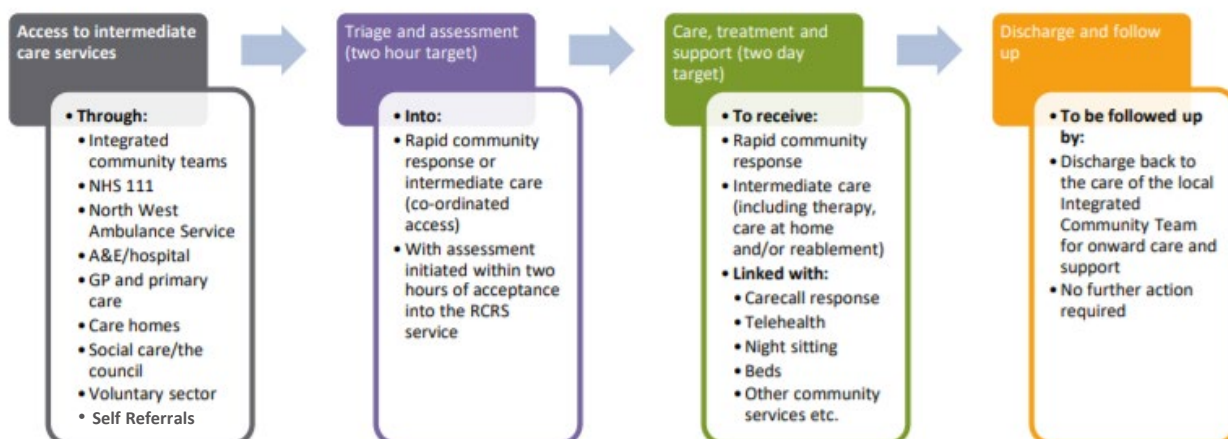 Access to intermediate
care services
• Through:
• Integrated
community teams
• NHS 111
• North West
Ambulance Service
• A&E/hospital
• GP and primary
care
• Care homes
• Social care/the
council
• Voluntary sector
• Self Referrals
Triage and assessment
(two hour target)
• Into:
• Rapid community
response or
intermediate care
(co-ordinated
access)
• With assessment
initiated within two
hours of acceptance
into the RCRS
service
Care, treatment and
support (two day
target)
• To receive:
• Rapid community
response
• Intermediate care
(including therapy,
care at home
and/or reablement)
• Linked with:
• Carecall response
• Telehealth
• Night sitting
• Beds
• Other community
services etc.
Discharge and follow
up
• To be followed up
by:
• Discharge back to
the care of the local
Integrated
Community Team
for onward care and
support
• No further action
required